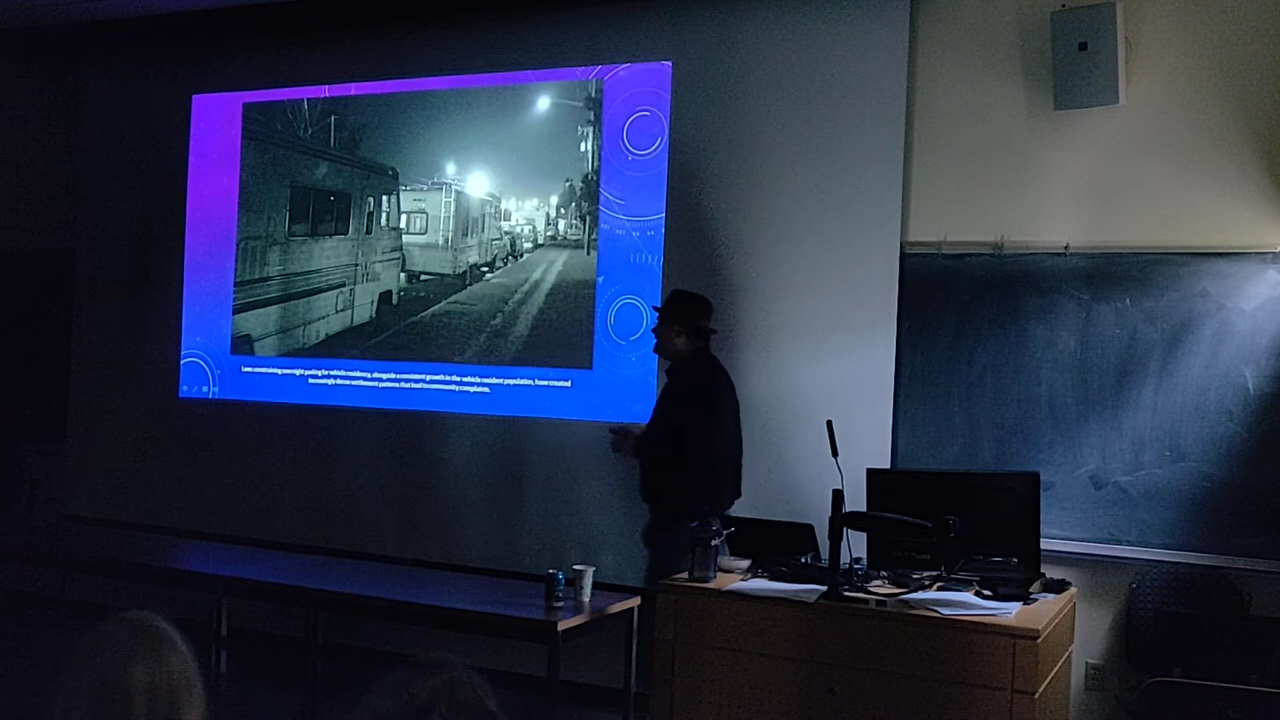 Laws constraining overnight parking for vehicle residency, alongside a consistent growth in the vehicle resident population, have created
increasingly dense settlement patterns that lead to community complaints.